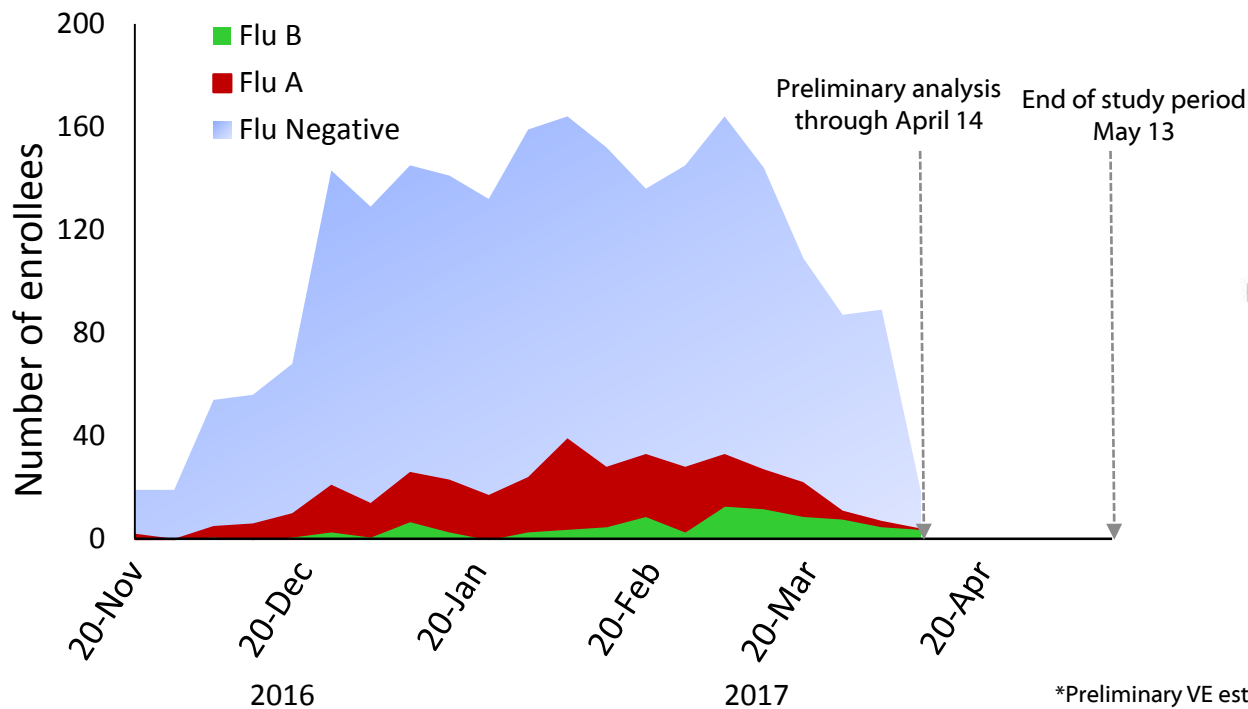 200
160
120
80
40
0
Number of enrollees
Flu B
Flu A
Flu Negative
Preliminary analysis
through April 14
End of study period
May 13
20-Nov
20-Dec
20-Jan
20-Feb
20-Mar
20-Apr
2016
2017
*Preliminary VE est